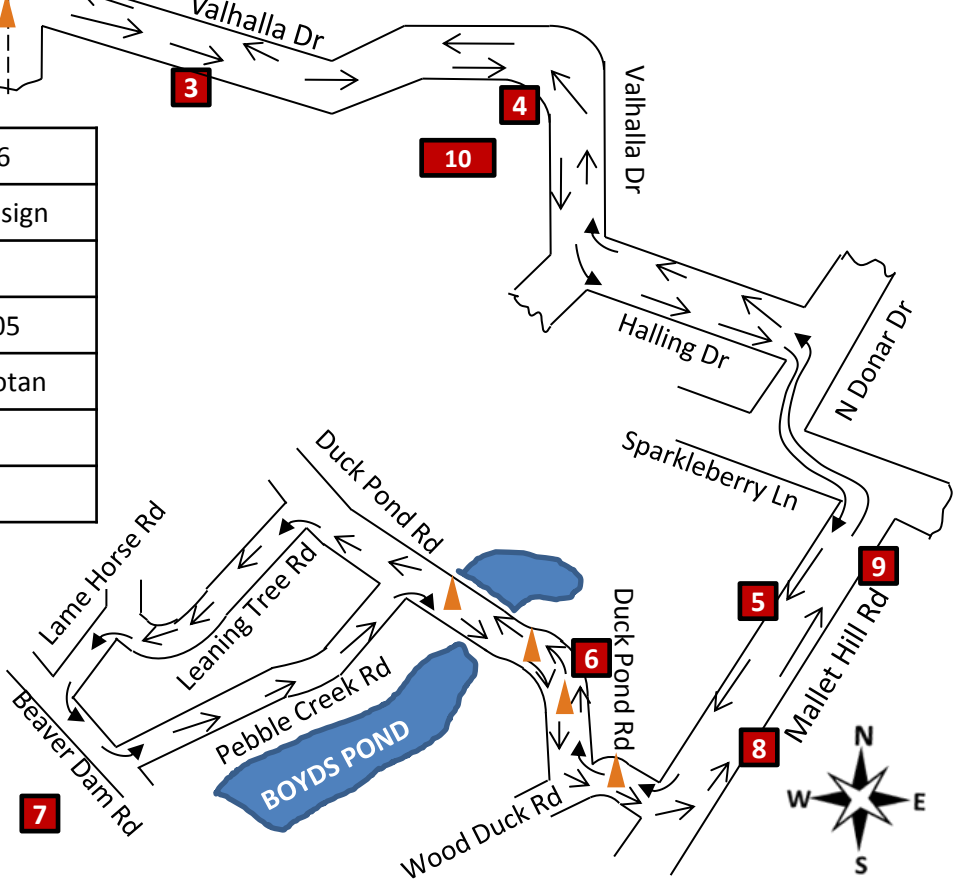 Valhalla Dr
3
4
10
Valhalla Dr
6
sign
05
otan
Halling Dr
N Donar Dr
Sparkleberry Ln
Duck Pond Rd
Lame Horse Rd
Leaning Tree Rd
9
5
Duck Pond Rd
6
Mallet Hill Rd
Pebble Creek Rd
Beaver Dam Rd
BOYDS POND
8
7
Wood Duck Rd
N
W
E
S